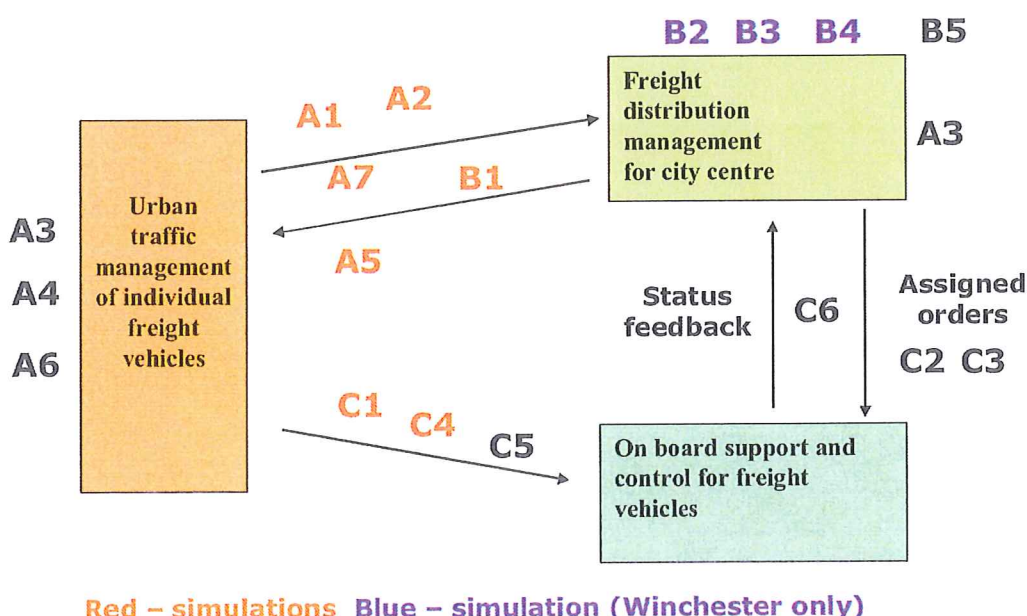 B2 B3 B4 B5
Freight
distribution
management
for city centre
A3
A1 A2
A7 B1
A5
Urban
traffic
management
of individual
freight
vehicles
A3
A4
A6
Status
feedback
C6
Assigned
orders
C2 C3
C1 C4 C5
On board support and
control for freight
vehicles
Red – simulations Blue – simulation (Winchester only)